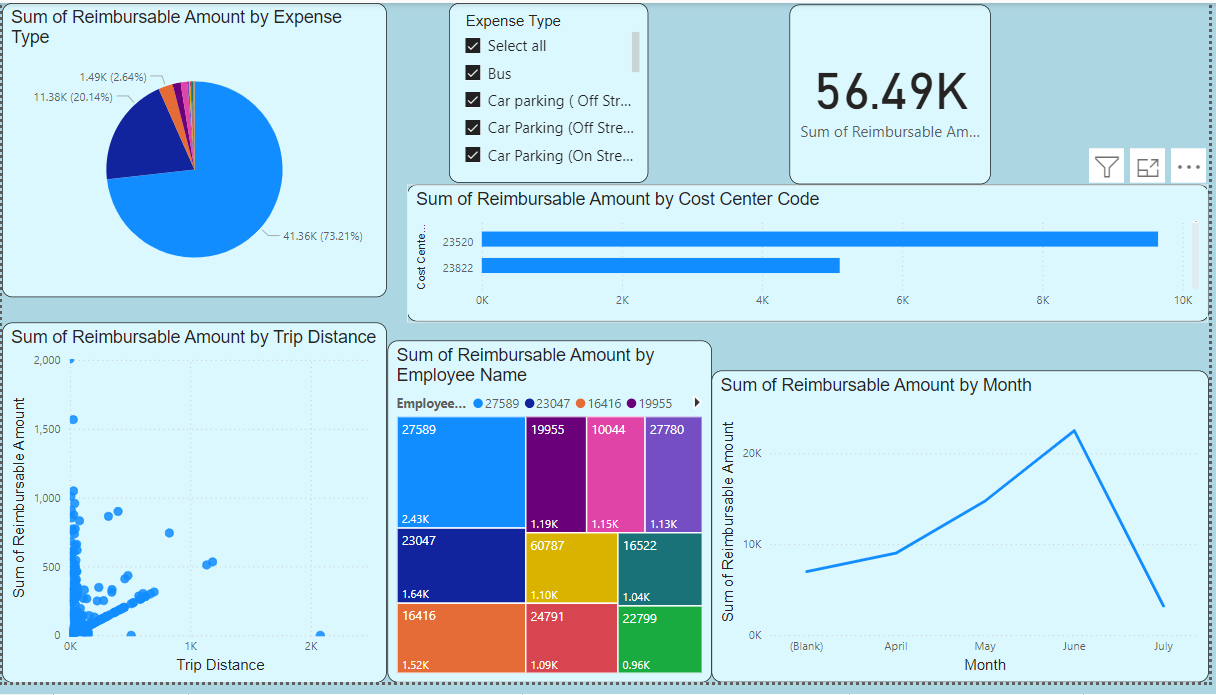 Sum of Reimbursable Amount by Expense
Type
1.49K (2.64%)
11.38K (20.14%)
41.36K (73.21%)
Expense Type
Select all
Bus
Car parking ( Off Str...
Car Parking (Off Stre...
Car Parking (On Stre...
56.49K
Sum of Reimbursable Am...
Sum of Reimbursable Amount by Cost Center Code
Cost Cente...
23520
23822
0K
2K
4K
6K
8K
10K
Sum of Reimbursable Amount by Trip Distance
Sum of Reimbursable Amount
2,000
1,500
1,000
500
0
0K
1K
2K
Trip Distance
Sum of Reimbursable Amount by
Employee Name
Employee... 27589 23047 16416 19955
27589
2.43K
23047
1.64K
16416
1.52K
19955
1.19K
10044
1.15K
27780
1.13K
60787
1.10K
16522
1.04K
24791
1.09K
22799
0.96K
Sum of Reimbursable Amount by Month
Sum of Reimbursable Amount
20K
10K
0K
(Blank)
April
May
June
July
Month